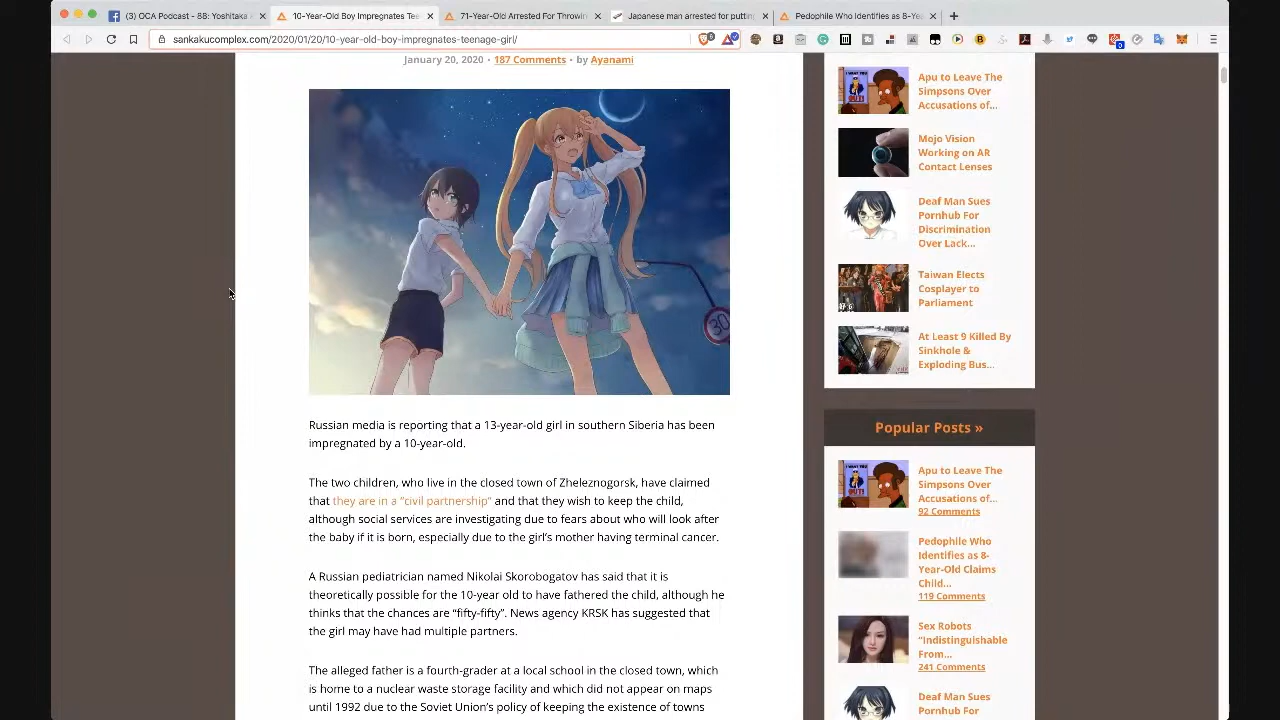 (3) OCA Podcast - 88: Yoshitaka A
10-Year-Old Boy Impregnates Tee
71-Year-Old Arrested For Throwin
Japanese man arrested for putting
Pedophile Who Identifies as 8-Ye
sankakucomplex.com/2020/01/20/10-year-old-boy-impregnates-teenage-girl/
January 20, 2020 • 187 Comments • by Ayanami
30
Russian media is reporting that a 13-year-old girl in southern Siberia has been
impregnated by a 10-year-old.
The two children, who live in the closed town of Zheleznogorsk, have claimed
that they are in a "civil partnership" and that they wish to keep the child,
although social services are investigating due to fears about who will look after
the baby if it is born, especially due to the girl's mother having terminal cancer.
A Russian pediatrician named Nikolai Skorobogatov has said that it is
theoretically possible for the 10-year-old to have fathered the child, although he
thinks that the chances are "fifty-fifty". News agency KRSK has suggested that
the girl may have had multiple partners.
The alleged father is a fourth-grader at a local school in the closed town, which
is home to a nuclear waste storage facility and which did not appear on maps
until 1992 due to the Soviet Union's policy of keeping the existence of towns
Apu to Leave The
Simpsons Over
Accusations of...
Mojo Vision
Working on AR
Contact Lenses
Deaf Man Sues
Pornhub For
Discrimination
Over Lack...
Taiwan Elects
Cosplayer to
Parliament
At Least 9 Killed By
Sinkhole &
Exploding Bus...
Popular Posts »
Apu to Leave The
Simpsons Over
Accusations of...
92 Comments
Pedophile Who
Identifies as 8-
Year-Old Claims
Child...
119 Comments
Sex Robots
"Indistinguishable
From...
241 Comments
Deaf Man Sues
Pornhub For